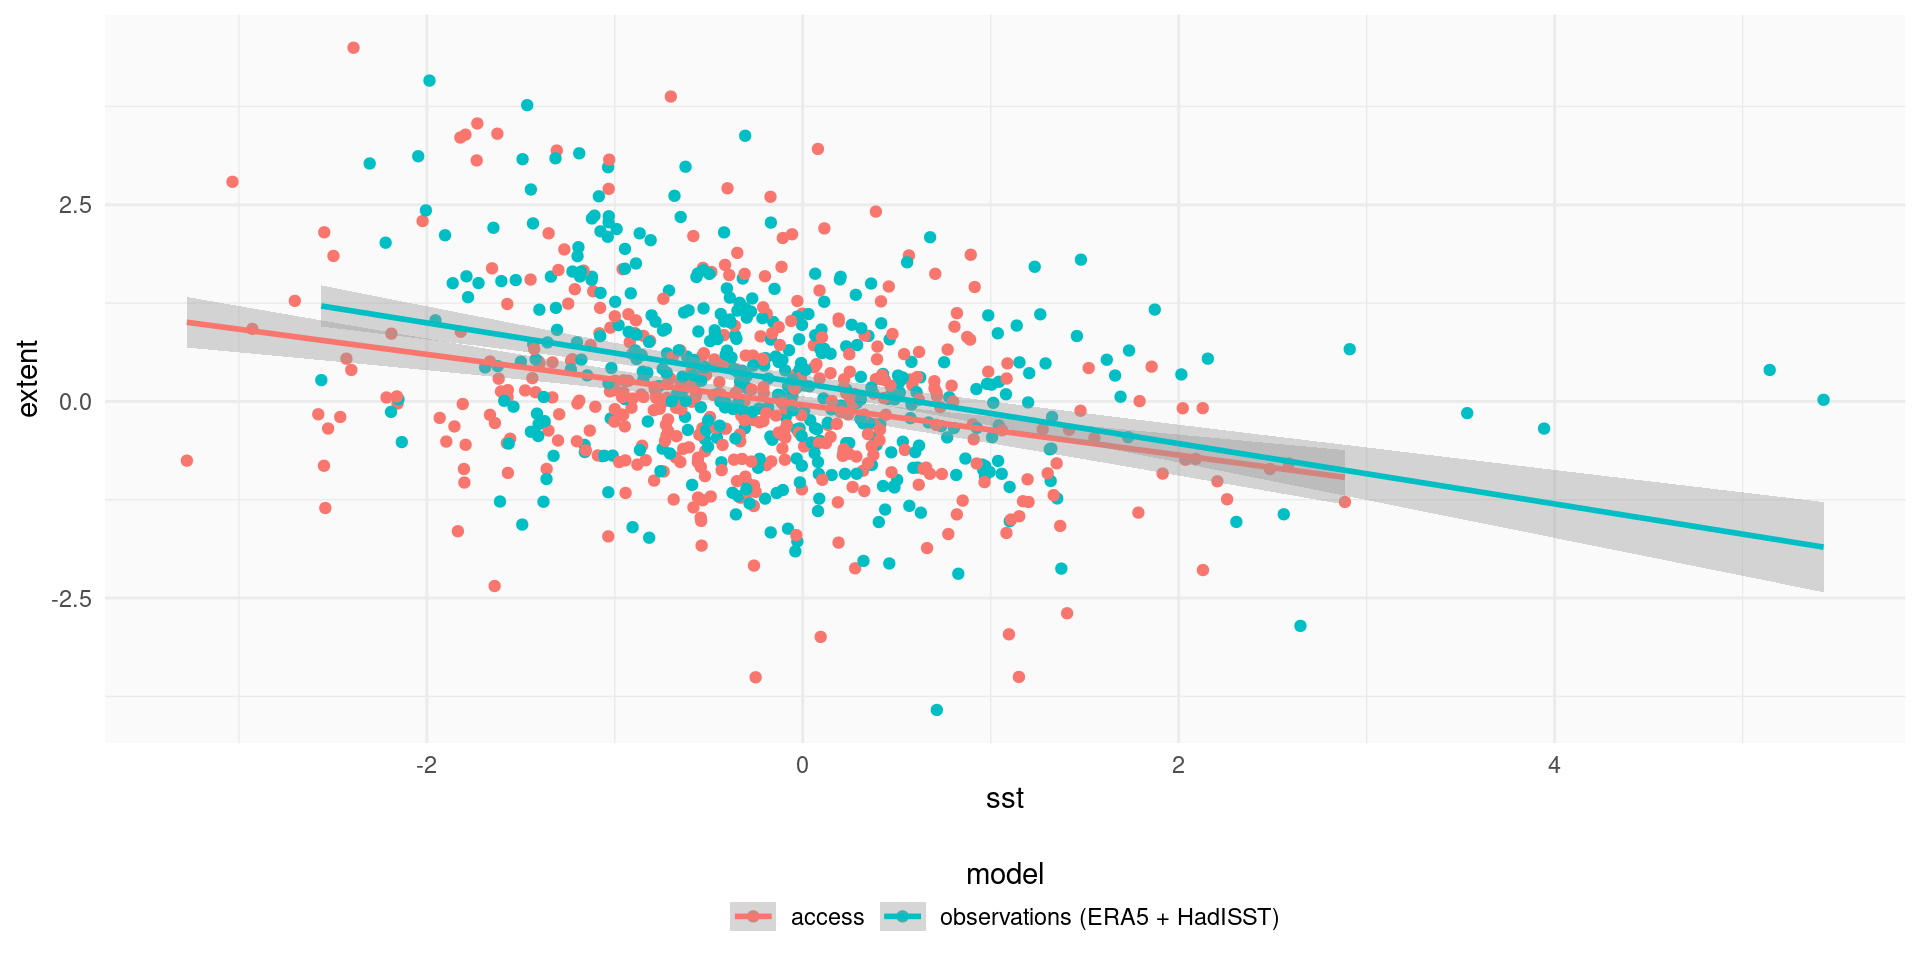 extent
2.5
0.0
-2.5
-2
0
2
4
sst
model
access
observations (ERA5 + HadISST)